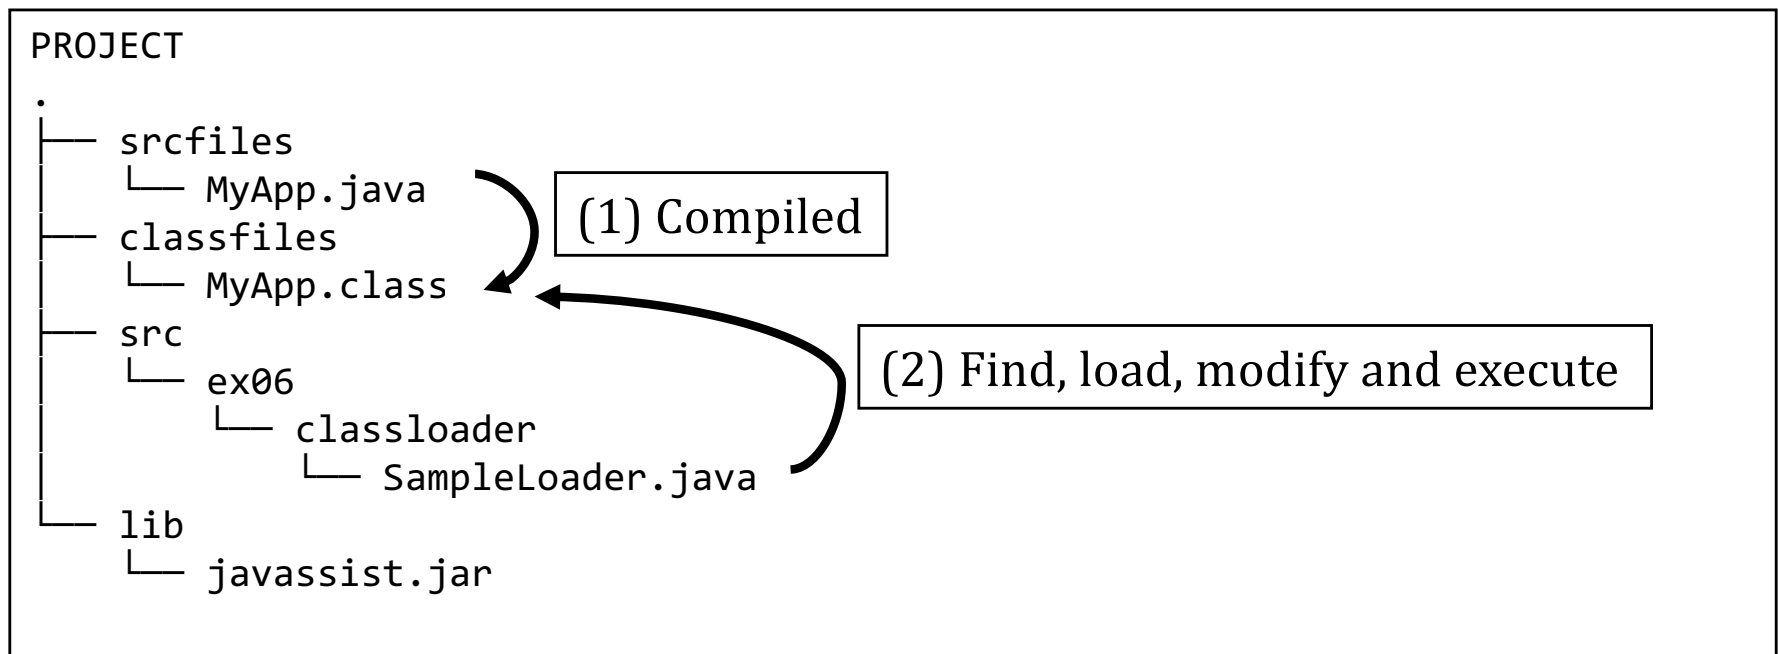 PROJECT
.
├── srcfiles
│   └── MyApp.java
(1) Compiled
├── classfiles
│   └── MyApp.class
├── src
(2) Find, load, modify and execute
│   └── ex06
│       └── classloader
│           └── SampleLoader.java
└── lib
    └── javassist.jar